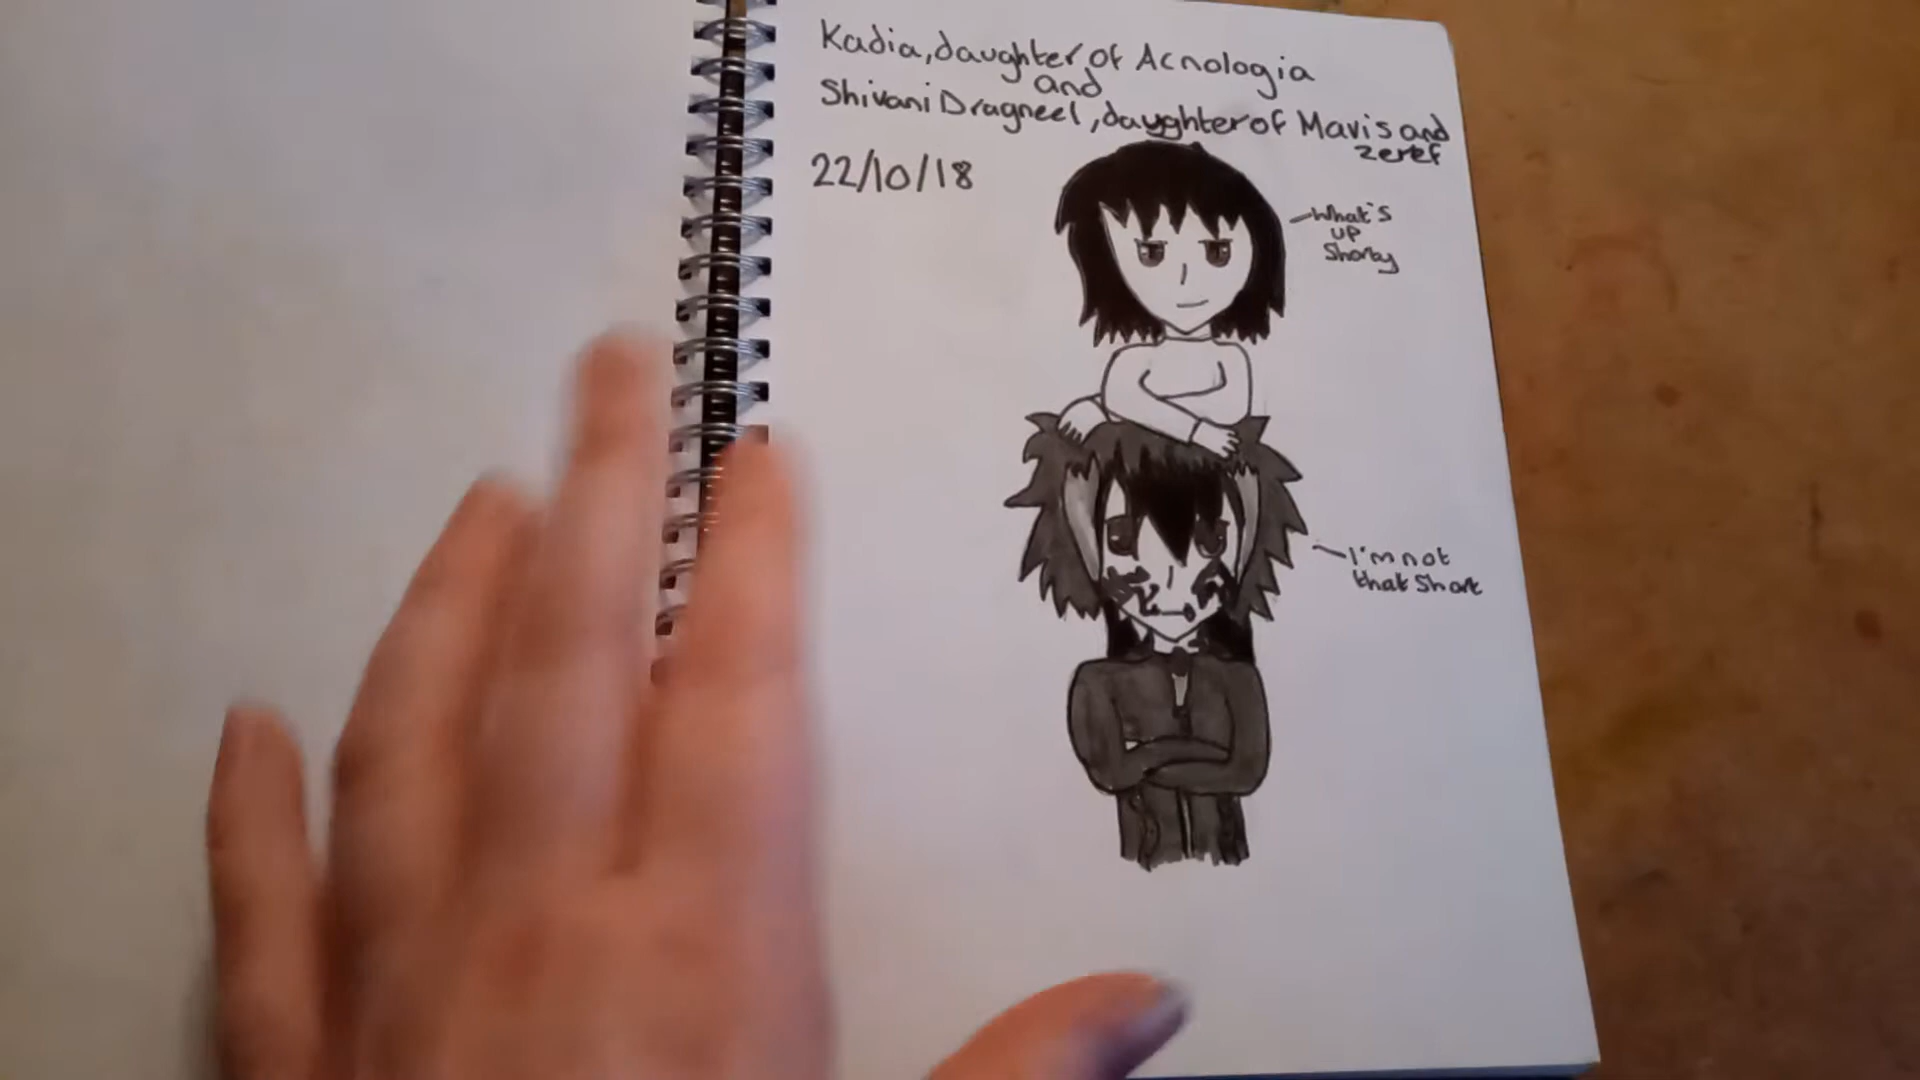 Kadia, daughter of Acnologia
and
Shivani Dragneel, dayghter of Mavis and
Zeref
22/10/18
What's
up
Shorty
I'm not
that Short